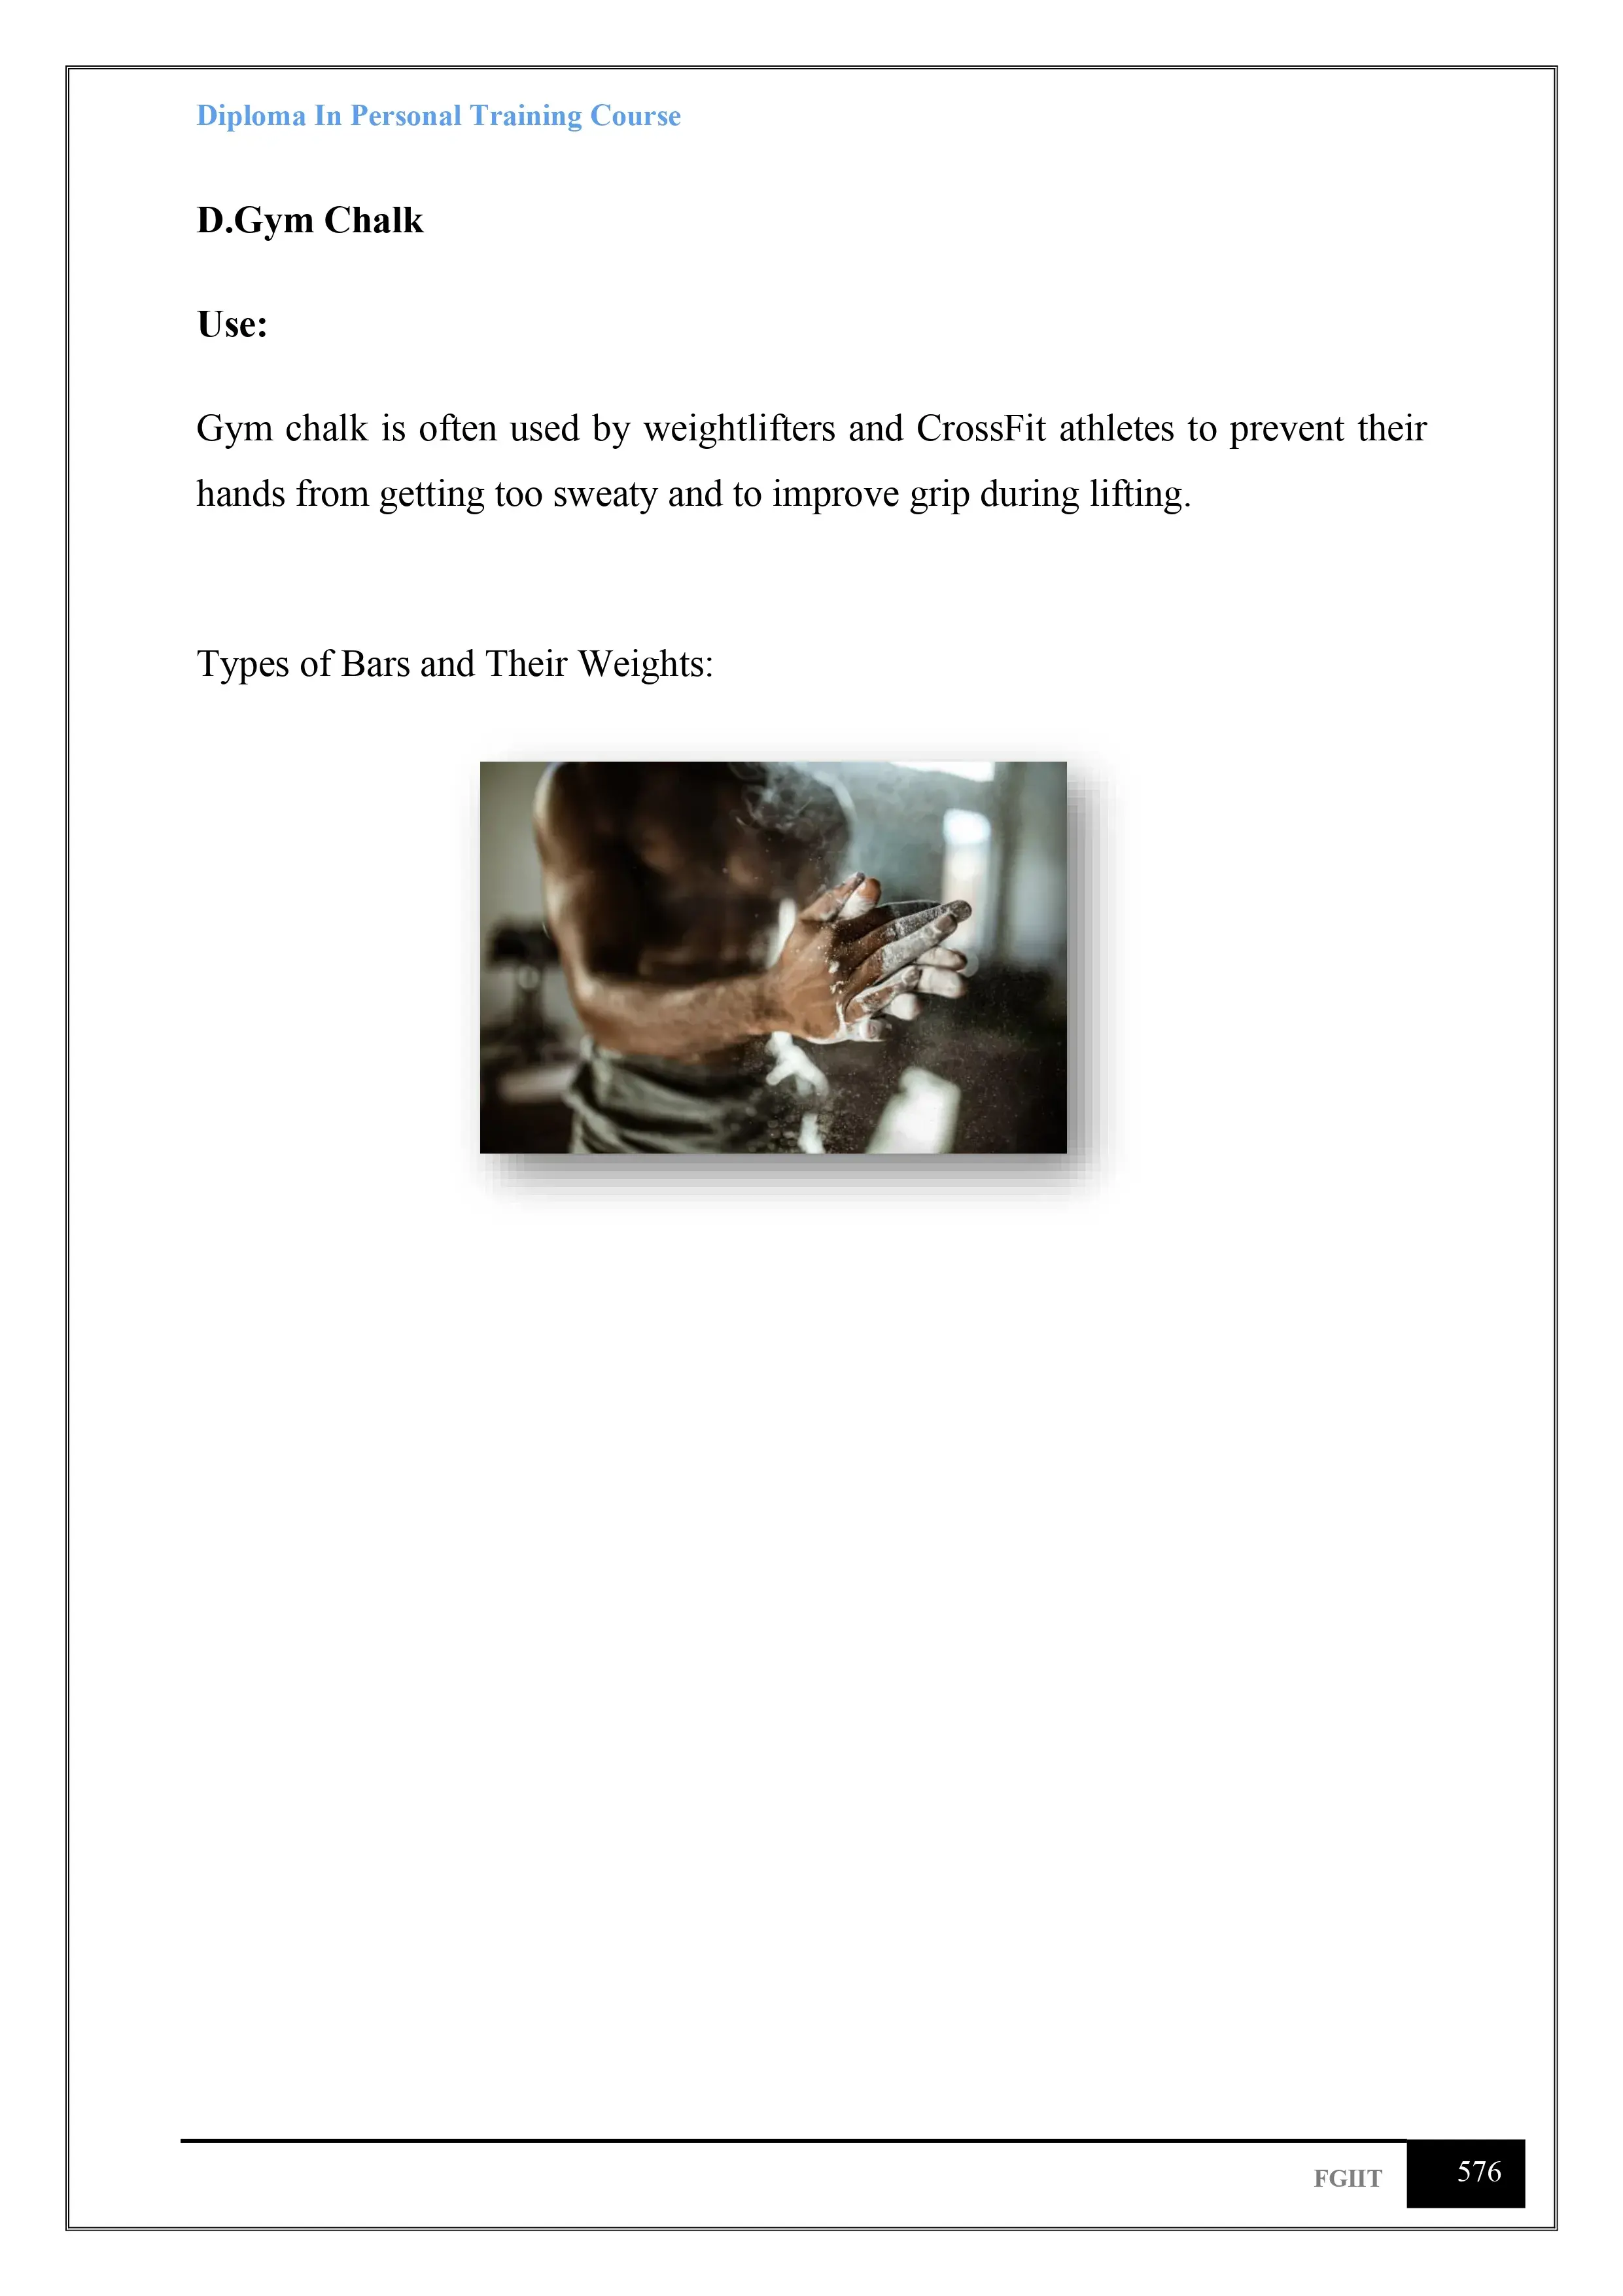 Diploma In Personal Training Course
D.Gym Chalk
Use:
Gym chalk is often used by weightlifters and CrossFit athletes to prevent their
hands from getting too sweaty and to improve grip during lifting.
Types of Bars and Their Weights:
FGIIT
576